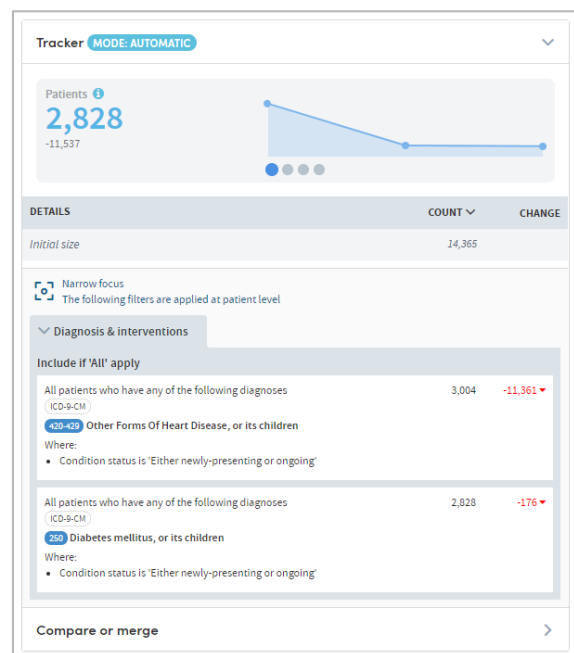 Tracker MODE: AUTOMATIC
Patients
2,828
-11,537
DETAILS COUNT CHANGE
Initial size 14,365
Narrow focus
The following filters are applied at patient level
Diagnosis & interventions
Include if 'All' apply
All patients who have any of the following diagnoses 3,004 -11,361
ICD-9-CM
420-429 Other Forms Of Heart Disease, or its children
Where:
• Condition status is 'Either newly-presenting or ongoing'
All patients who have any of the following diagnoses 2,828 -176
ICD-9-CM
250 Diabetes mellitus, or its children
Where:
• Condition status is 'Either newly-presenting or ongoing'
Compare or merge